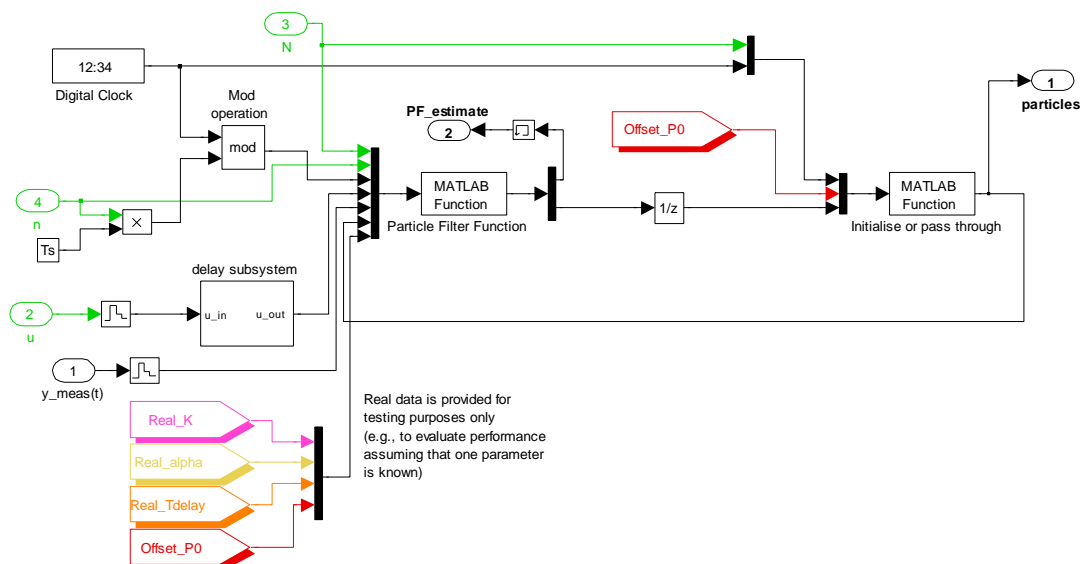 3
N
12:34
Digital Clock
Mod
operation
mod
PF_estimate
2
Offset_P0
1
particles
4
n
×
Ts
MATLAB
Function
Particle Filter Function
1/z
MATLAB
Function
Initialise or pass through
delay subsystem
u_in
u_out
2
u
1
y_meas(t)
Real_K
Real_alpha
Real_Tdelay
Offset_P0
Real data is provided for
testing purposes only
(e.g., to evaluate performance
assuming that one parameter
is known)